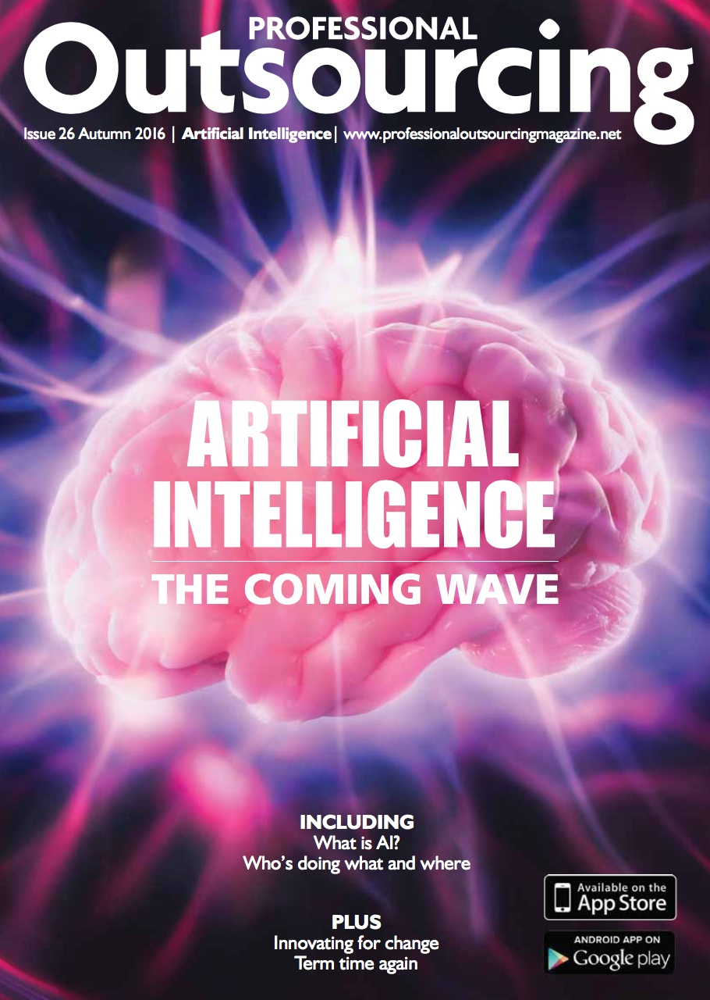 PROFESSIONAL
Outsourcing
Issue 26 Autumn 2016 | Artificial Intelligence | www.professionaloutsourcingmagazine.net
ARTIFICIAL
INTELLIGENCE
THE COMING WAVE
INCLUDING
What is AI?
Who's doing what and where
PLUS
Innovating for change
Term time again
Available on the
App Store
ANDROID APP ON
Google play